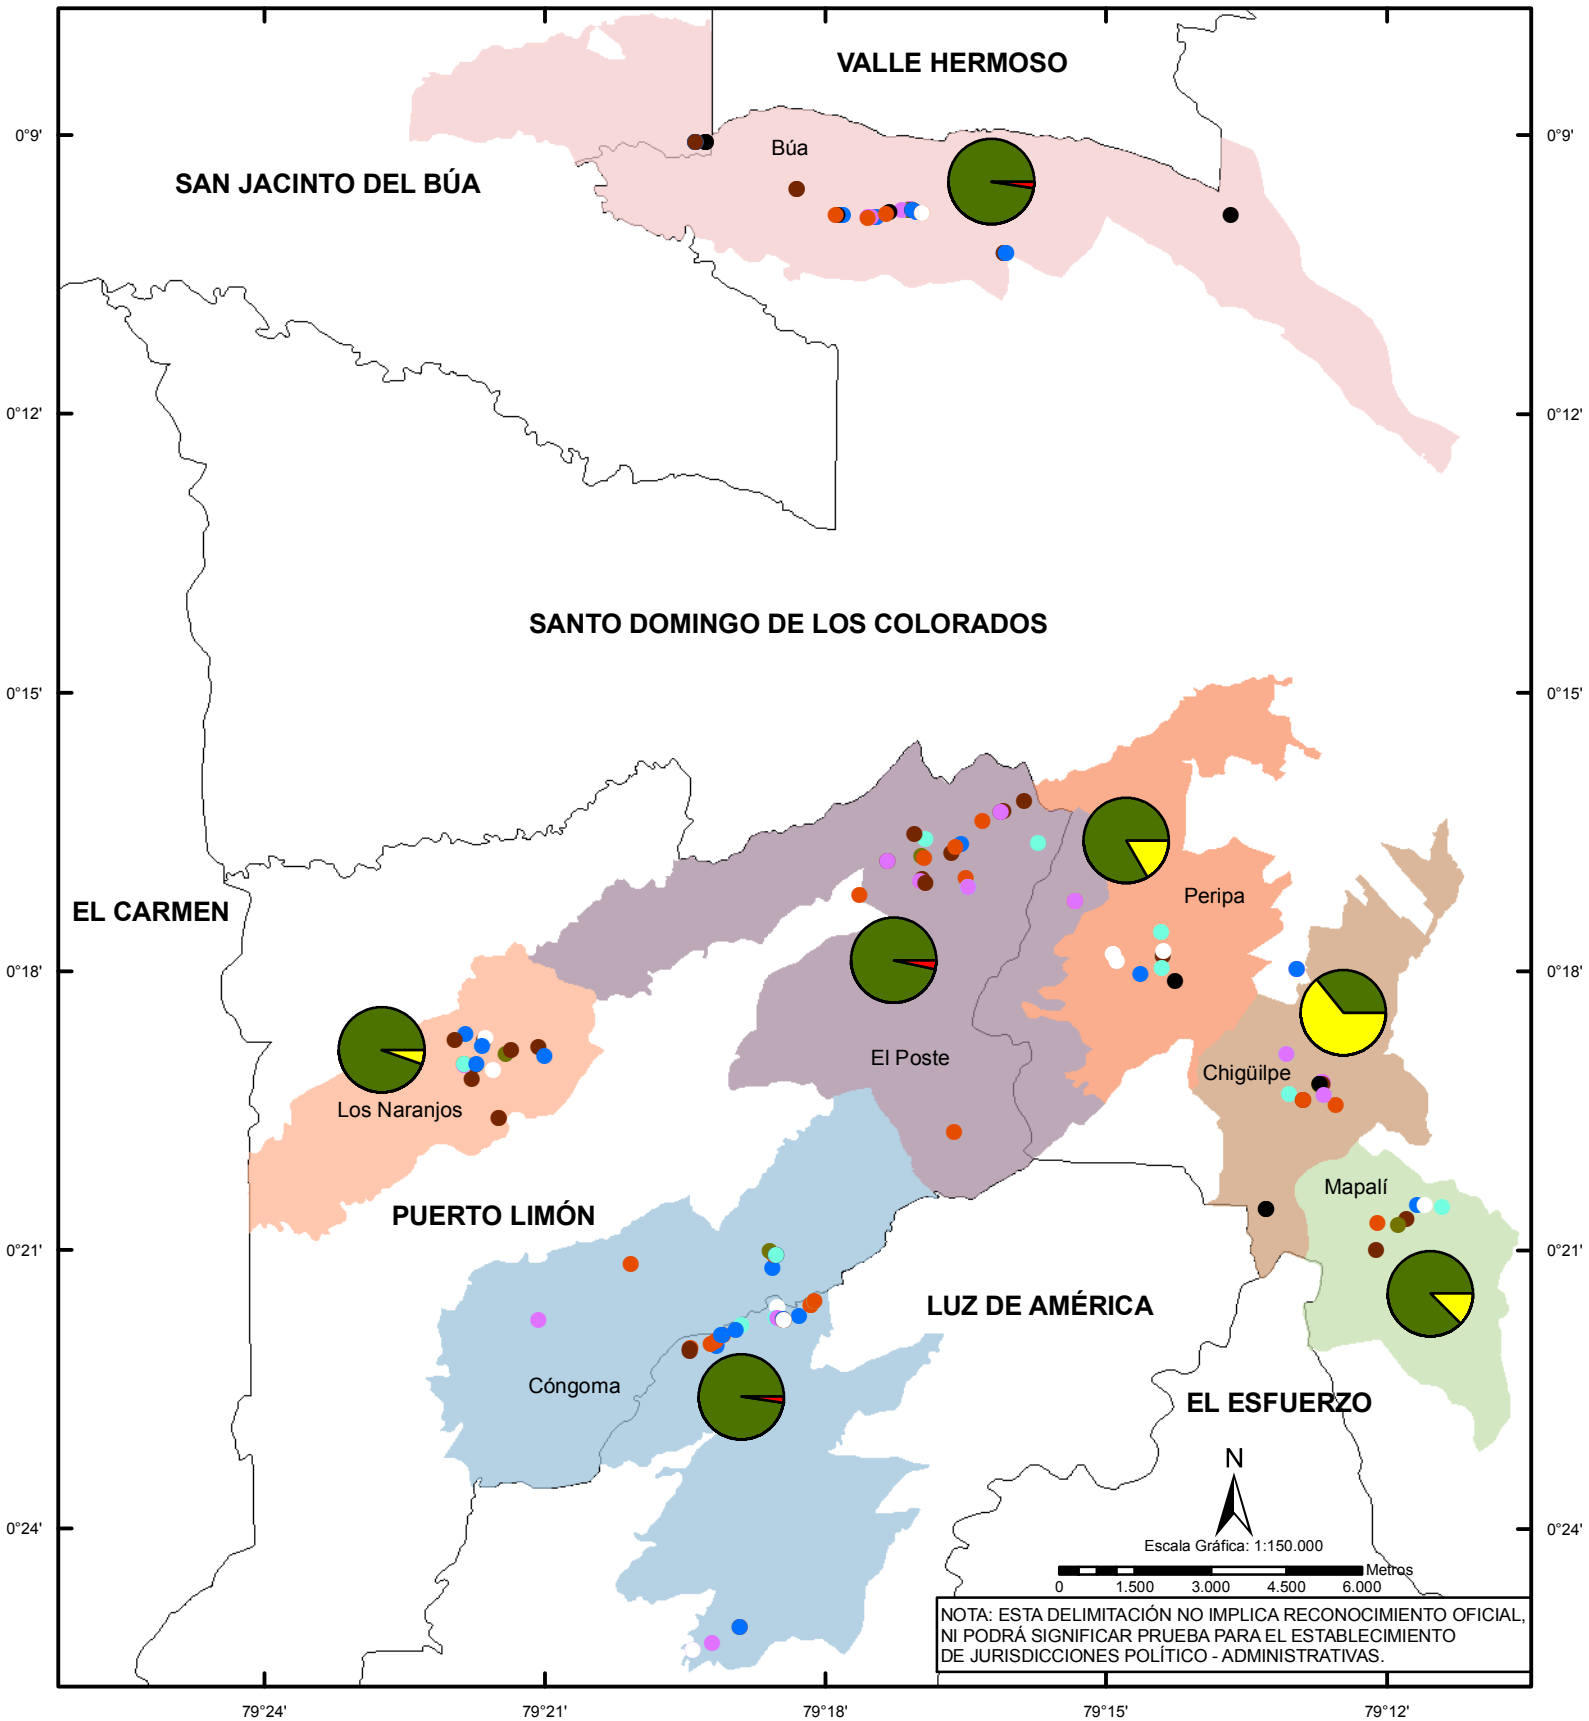 VALLE HERMOSO
0°9'
0°9'
Búa
SAN JACINTO DEL BÚA
0°12'
0°12'
SANTO DOMINGO DE LOS COLORADOS
0°15'
0°15'
Peripa
EL CARMEN
0°18'
0°18'
El Poste
Chigüilpe
Los Naranjos
Mapalí
PUERTO LIMÓN
0°21'
0°21'
LUZ DE AMÉRICA
Cóngoma
EL ESFUERZO
N
0°24'
0°24'
Escala Gráfica: 1:150.000
Metros
0 1.500 3.000 4.500 6.000
NOTA: ESTA DELIMITACIÓN NO IMPLICA RECONOCIMIENTO OFICIAL,
NI PODRÁ SIGNIFICAR PRUEBA PARA EL ESTABLECIMIENTO
DE JURISDICCIONES POLÍTICO - ADMINISTRATIVAS.
79°24' 79°21' 79°18' 79°15' 79°12'